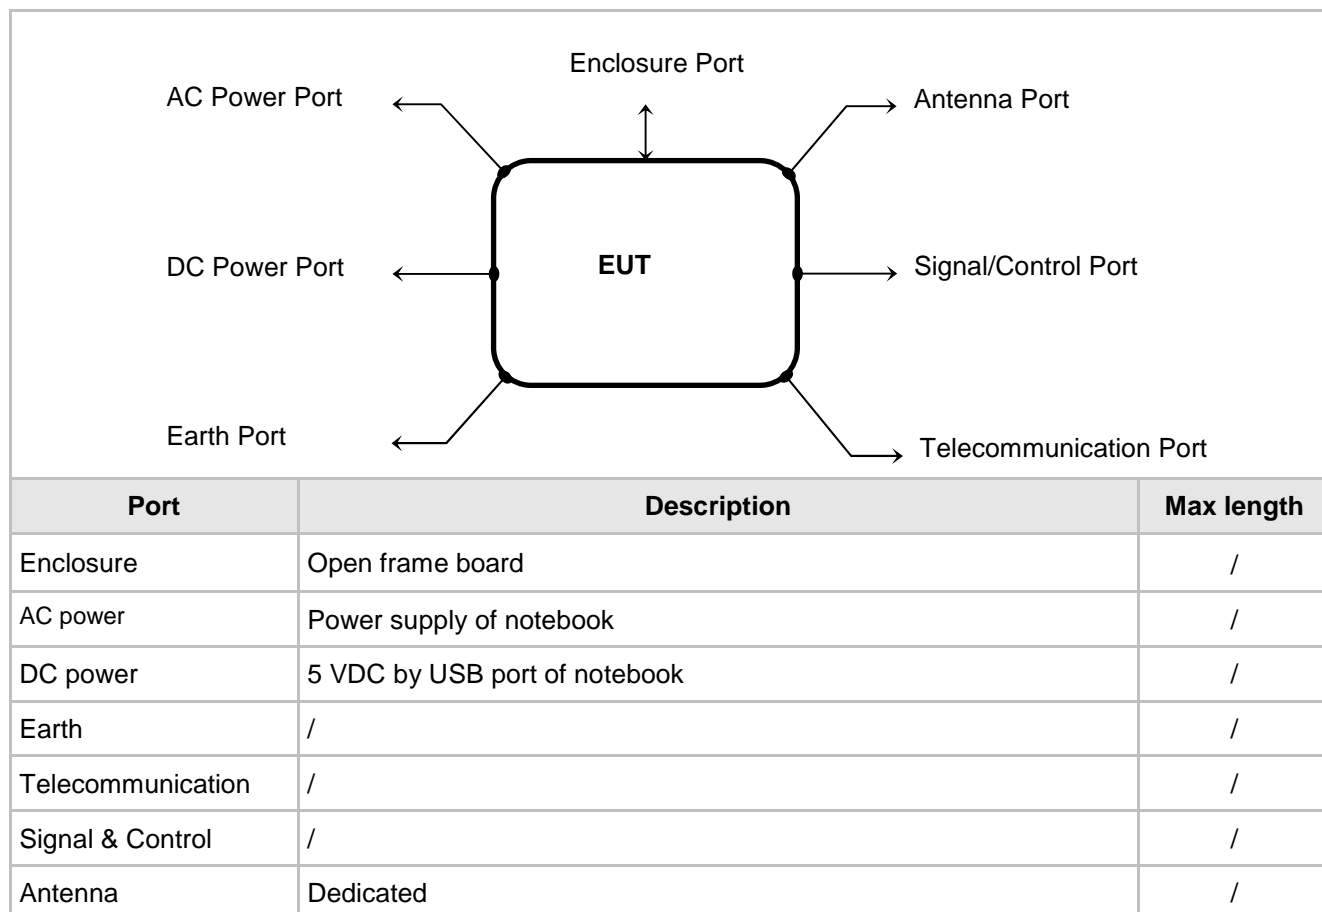 Enclosure Port
AC Power Port
Antenna Port
DC Power Port
EUT
Signal/Control Port
Earth Port
Telecommunication Port
Port Description Max length
Enclosure Open frame board /
AC power Power supply of notebook /
DC power 5 VDC by USB port of notebook /
Earth / /
Telecommunication / /
Signal & Control / /
Antenna Dedicated /